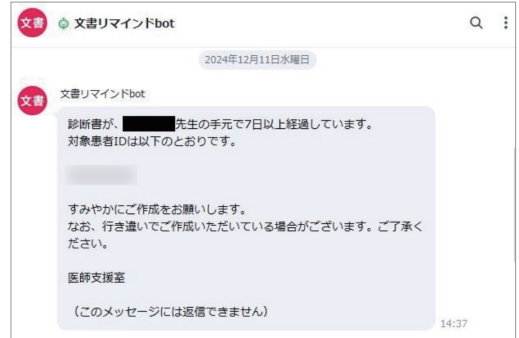 文書 文書リマインドbot
2024年12月11日水曜日
文書リマインドbot
文書
診断書が、 先生の手元で7日以上経過しています。
対象患者IDは以下のとおりです。
すみやかにご作成をお願いします。
なお、行き違いでご作成いただいている場合がございます。ご了承く
ださい。
医師支援室
（このメッセージには返信できません）
14:37